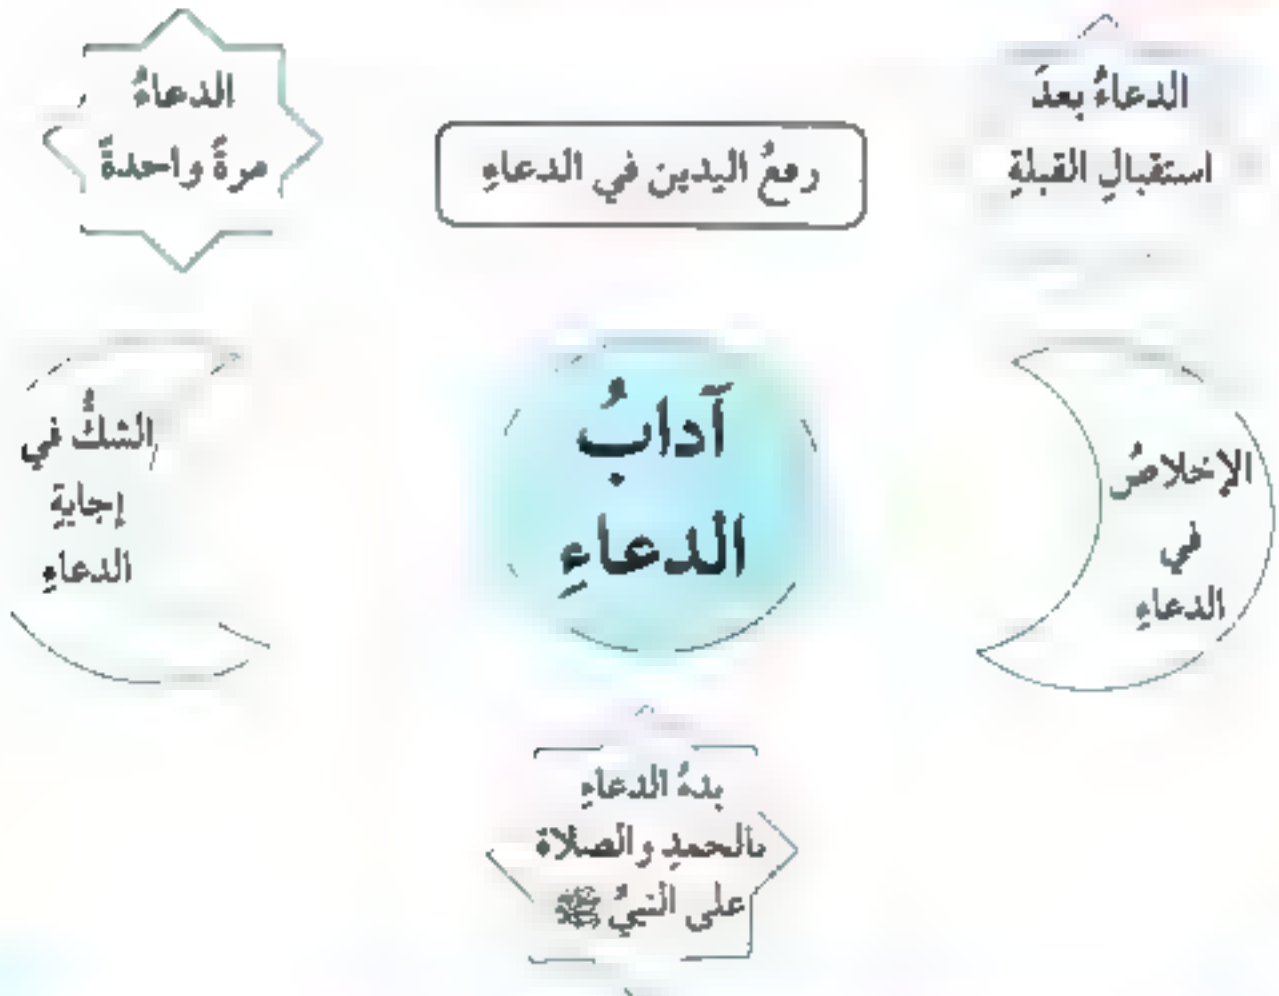 الدعاءُ بعدَ
استقبالِ القبلةِ
رفعُ اليدين في الدعاءِ
الدعاءُ
مرةً واحدةً
آدابُ
الدعاءِ
الإخلاصُ
في
الدعاءِ
الشكُّ في
إجابةِ
الدعاءِ
بدءُ الدعاءِ
بالحمدِ والصلاة
على النبيِّ ﷺ